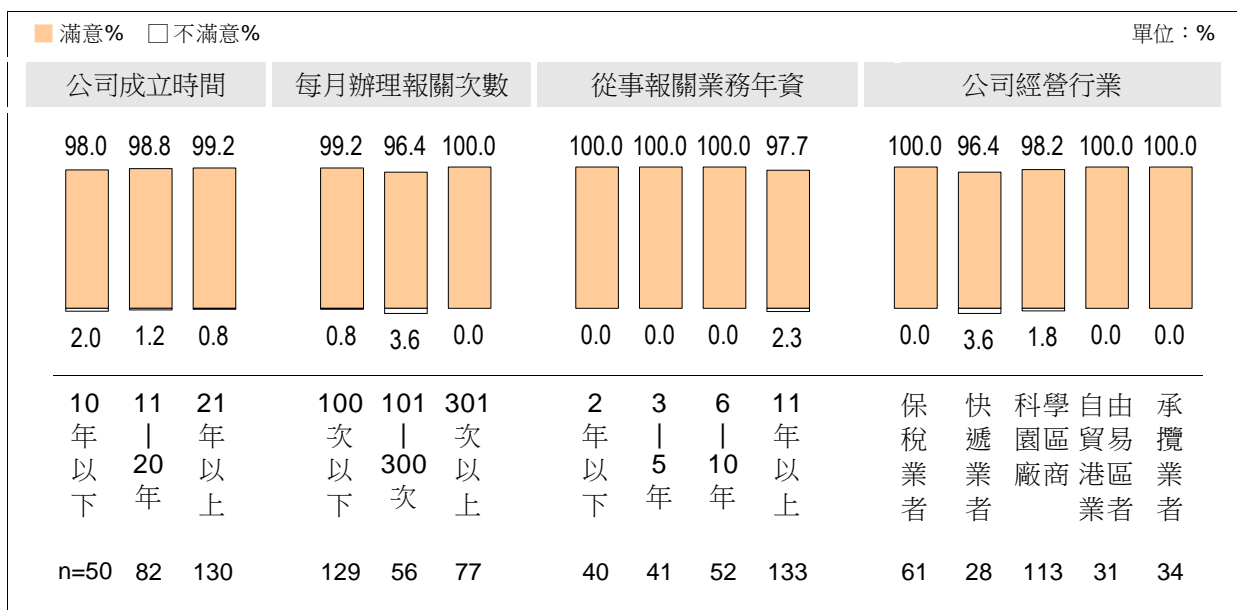 滿意% 不滿意% 單位：%
公司成立時間 每月辦理報關次數 從事報關業務年資 公司經營行業
98.0 98.8 99.2 99.2 96.4 100.0 100.0 100.0 100.0 97.7 100.0 96.4 98.2 100.0 100.0
2.0 1.2 0.8 0.8 3.6 0.0 0.0 0.0 0.0 2.3 0.0 3.6 1.8 0.0 0.0
10年以下
11|20年
21年以上
100次以下
101|300次
301次以上
2年以下
3|5年
6|10年
11年以上
保稅業者
快遞業者
科學園區廠商
自由貿易港區業者
承攬業者
n=50 82 130 129 56 77 40 41 52 133 61 28 113 31 34